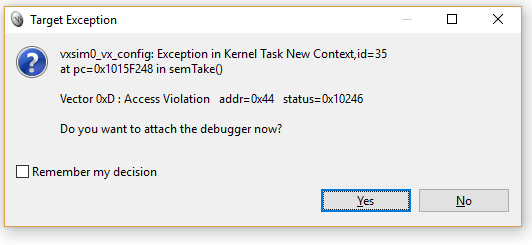 Target Exception
vxsim0_vx_config: Exception in Kernel Task New Context,id=35
at pc=0x1015F248 in semTake()
Vector 0xD : Access Violation   addr=0x44   status=0x10246
Do you want to attach the debugger now?
Remember my decision
Yes No